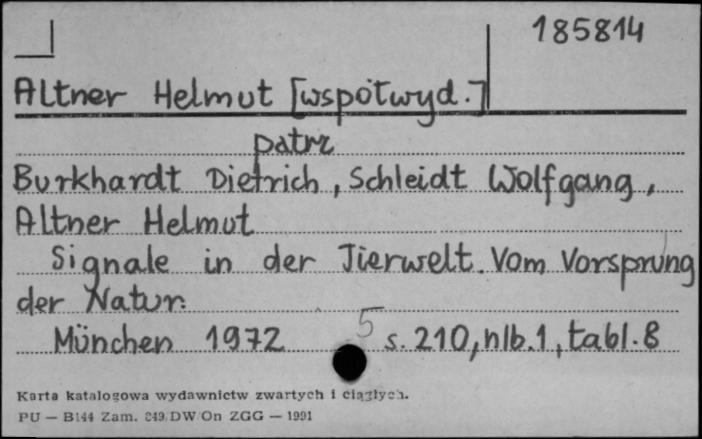 185814
Altner Helmut [współwyd.]
patrz
Burkhardt Dietrich, Schleidt Wolfgang,
Altner Helmut
Signale in der Tierwelt. Vom Vorsprung
der Natur.
München 1972 5 s. 210, nlb. 1, tabl. 8
Karta katalogowa wydawnictw zwartych i ciągłych.
PU — B144 Zam. 249/DW/On ZGG — 1991